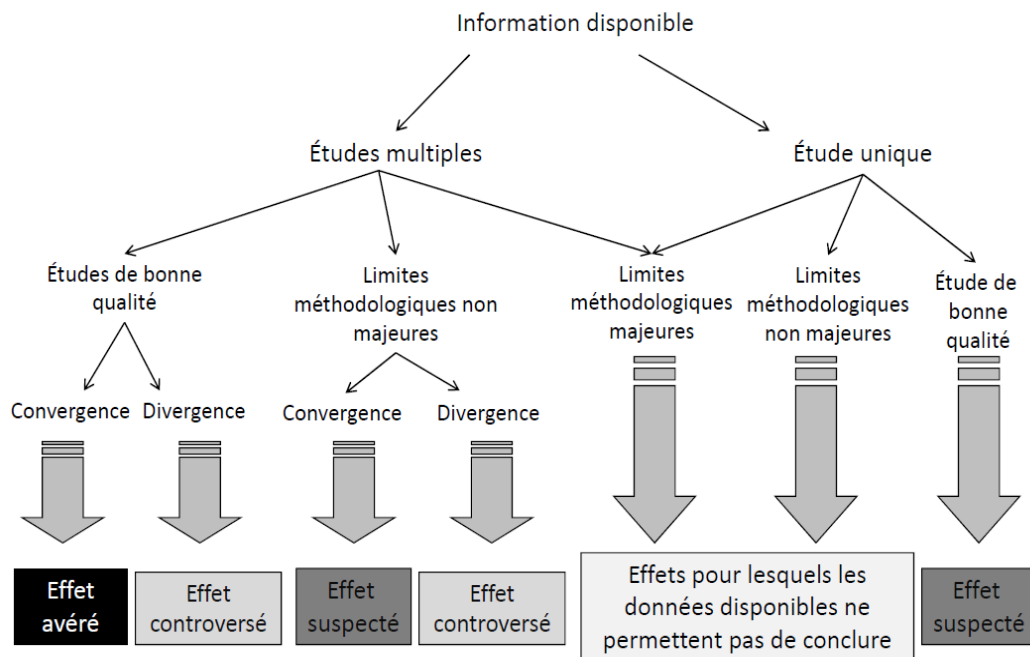 Information disponible
Études multiples
Étude unique
Études de bonne
qualité
Limites
méthodologiques non
majeures
Limites
méthodologiques
majeures
Limites
méthodologiques
non majeures
Étude de
bonne
qualité
Convergence
Divergence
Convergence
Divergence
Effet
avéré
Effet
controversé
Effet
suspecté
Effet
controversé
Effets pour lesquels les
données disponibles ne
permettent pas de conclure
Effet
suspecté